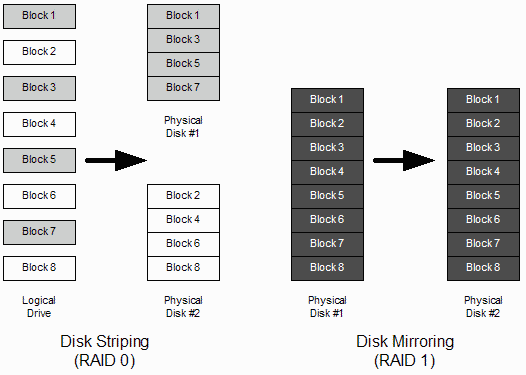 Block 1
Block 2
Block 3
Block 4
Block 5
Block 6
Block 7
Block 8
Logical
Drive
Block 1
Block 3
Block 5
Block 7
Physical
Disk #1
Block 2
Block 4
Block 6
Block 8
Physical
Disk #2
Disk Striping
(RAID 0)
Block 1
Block 2
Block 3
Block 4
Block 5
Block 6
Block 7
Block 8
Physical
Disk #1
Block 1
Block 2
Block 3
Block 4
Block 5
Block 6
Block 7
Block 8
Physical
Disk #2
Disk Mirroring
(RAID 1)